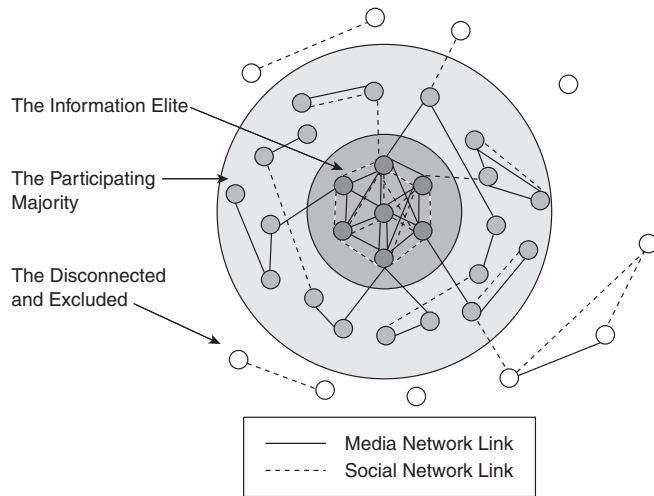 The Information Elite
The Participating
Majority
The Disconnected
and Excluded
Media Network Link
Social Network Link